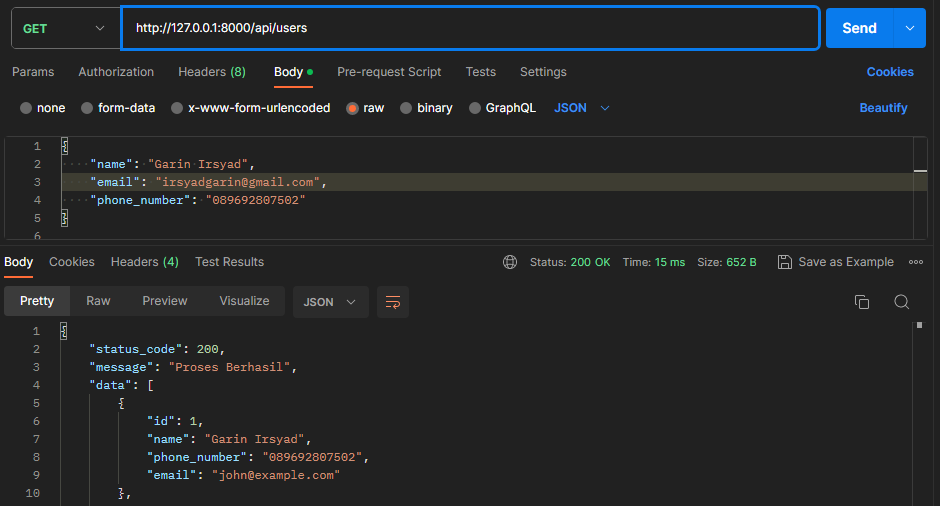 GET http://127.0.0.1:8000/api/users Send
Params Authorization Headers (8) Body Pre-request Script Tests Settings Cookies
none form-data x-www-form-urlencoded raw binary GraphQL JSON Beautify
1 {
2 "name": "Garin Irsyad",
3 "email": "irsyadgarin@gmail.com",
4 "phone_number": "089692807502"
5 }
6
Body Cookies Headers (4) Test Results Status: 200 OK Time: 15 ms Size: 652 B Save as Example
Pretty Raw Preview Visualize JSON
1 {
2 "status_code": 200,
3 "message": "Proses Berhasil",
4 "data": [
5 {
6 "id": 1,
7 "name": "Garin Irsyad",
8 "phone_number": "089692807502",
9 "email": "john@example.com"
10 },